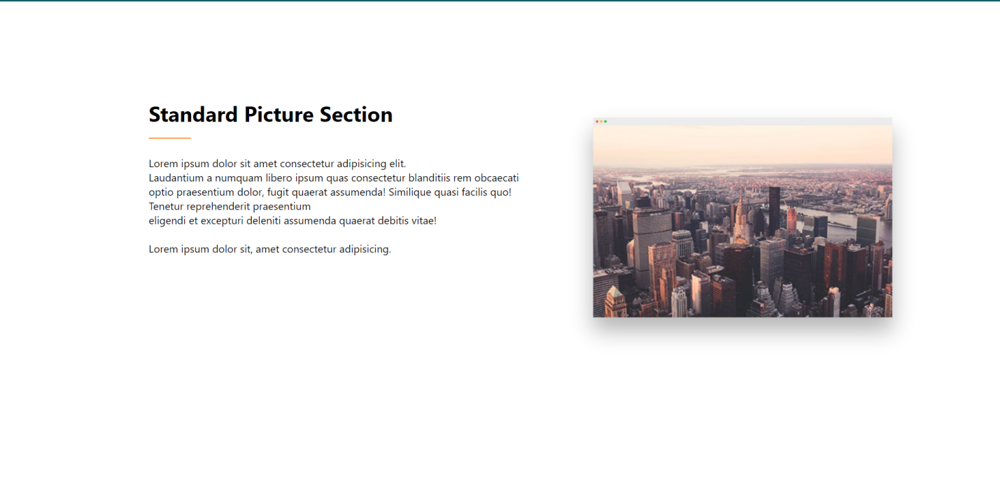 Standard Picture Section
Lorem ipsum dolor sit amet consectetur adipisicing elit.
Laudantium a numquam libero ipsum quas consectetur blanditiis rem obcaecati
optio praesentium dolor, fugit quaerat assumenda! Similique quasi facilis quo!
Tenetur reprehenderit praesentium
eligendi et excepturi deleniti assumenda quaerat debitis vitae!
Lorem ipsum dolor sit, amet consectetur adipisicing.